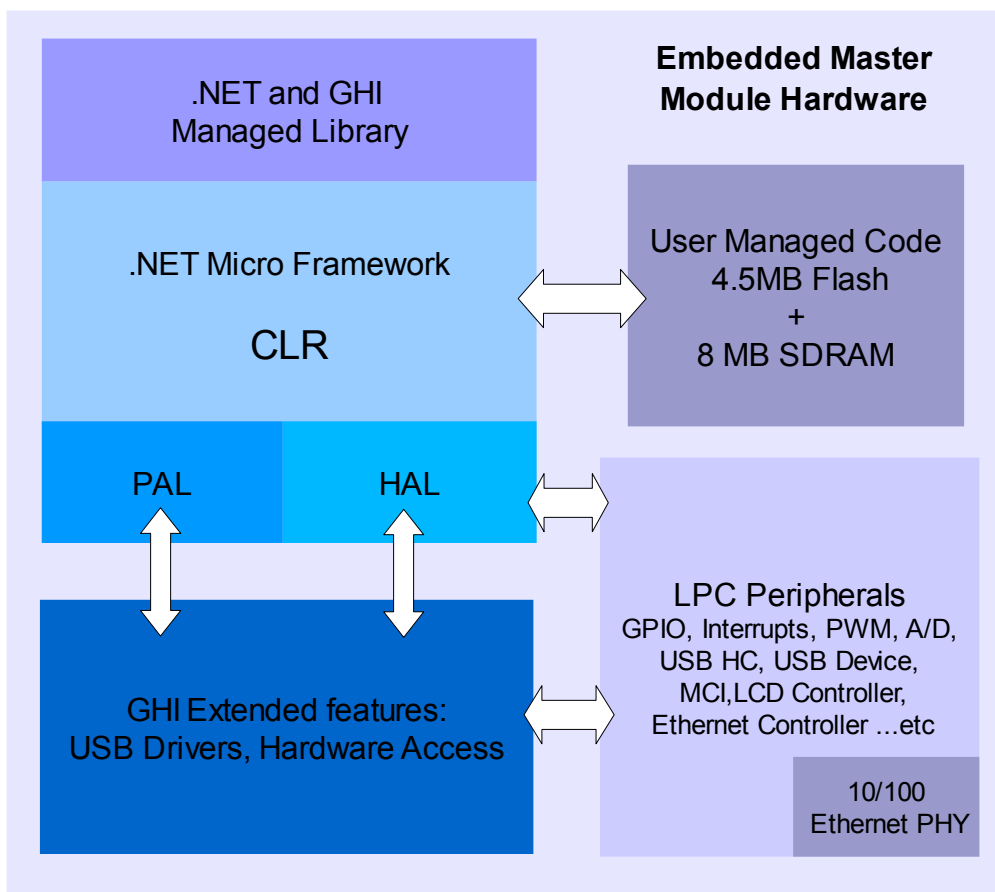 .NET and GHI
Managed Library
Embedded Master
Module Hardware
.NET Micro Framework
CLR
User Managed Code
4.5MB Flash
+
8 MB SDRAM
PAL
HAL
LPC Peripherals
GPIO, Interrupts, PWM, A/D,
USB HC, USB Device,
MCI,LCD Controller,
Ethernet Controller ...etc
GHI Extended features:
USB Drivers, Hardware Access
10/100
Ethernet PHY